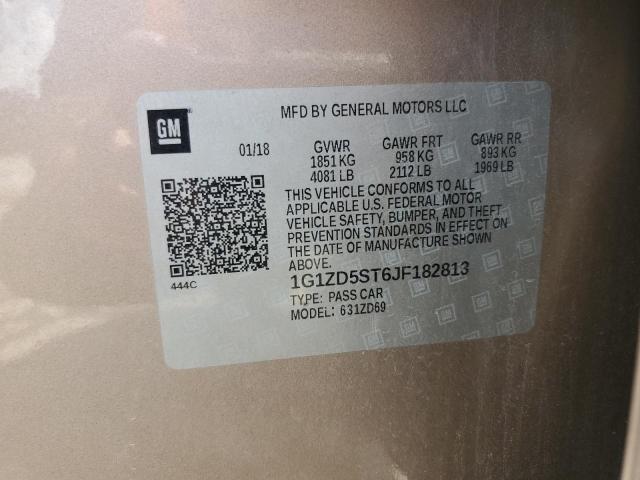 GM
MFD BY GENERAL MOTORS LLC
01/18 GVWR GAWR FRT GAWR RR
1851 KG 958 KG 893 KG
4081 LB 2112 LB 1969 LB
THIS VEHICLE CONFORMS TO ALL
APPLICABLE U.S. FEDERAL MOTOR
VEHICLE SAFETY, BUMPER, AND THEFT
PREVENTION STANDARDS IN EFFECT ON
THE DATE OF MANUFACTURE SHOWN
ABOVE.
444C
1G1ZD5ST6JF182813
TYPE: PASS CAR
MODEL: 631ZD69